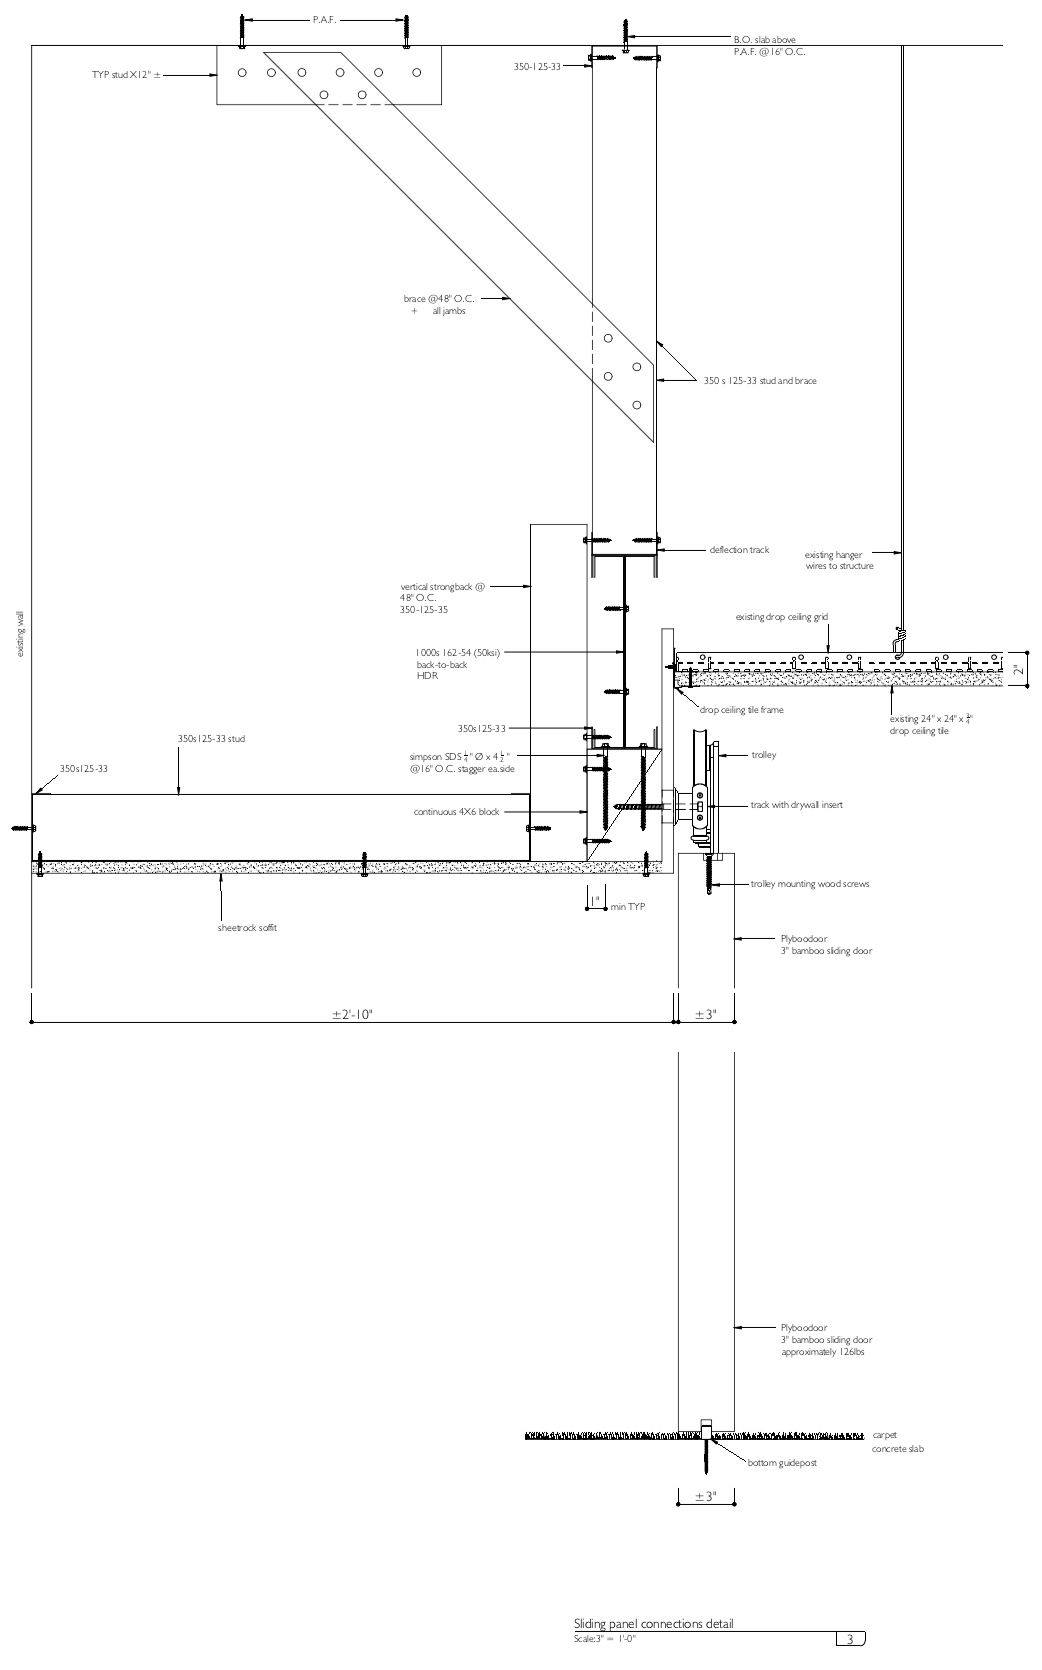 P.A.F.
B.O. slab above
P.A.F. @16" O.C.
350-125-33
TYP stud X12" ±
brace @48" O.C.
+ all jambs
350 s 125-33 stud and brace
deflection track
existing hanger
wires to structure
vertical strongback @
48" O.C.
350-125-35
existing wall
existing drop ceiling grid
1000s 162-54 (50ksi)
back-to-back
HDR
2"
drop ceiling tile frame
existing 24" x 24" x 3/4"
drop ceiling tile
350s125-33
350s125-33 stud
simpson SDS 1/4" Ø x 4 1/2"
@16" O.C. stagger ea.side
trolley
350s125-33
continuous 4X6 block
track with drywall insert
trolley mounting wood screws
1"
min TYP
sheetrock soffit
Plyboodoor
3" bamboo sliding door
±2'-10"
±3"
Plyboodoor
3" bamboo sliding door
approximately 126lbs
carpet
concrete slab
bottom guidepost
±3"
Sliding panel connections detail
Scale:3" = 1'-0"
3